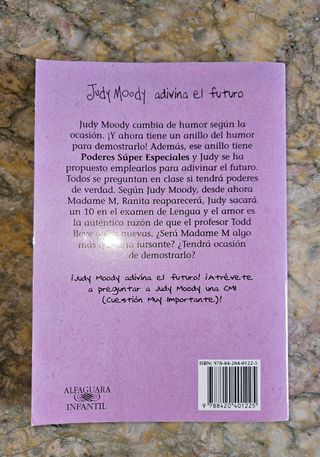 Judy Moody adivina el futuro
Judy Moody cambia de humor según la
ocasión. ¡Y ahora tiene un anillo del humor
para demostrarlo! Además, ese anillo tiene
Poderes Súper Especiales y Judy se ha
propuesto emplearlos para adivinar el futuro.
Todos se preguntan en clase si tendrá poderes
de verdad. Según Judy Moody, desde ahora
Madame M, Ranita reaparecerá, Judy sacará
un 10 en el examen de Lengua y el amor es
la auténtica razón de que el profesor Todd
lleve nuevas. ¿Será Madame M algo
más farsante? ¿Tendrá ocasión
de demostrarlo?
¡Judy Moody adivina el futuro! ¡Atrévete
a preguntar a Judy Moody una CMI
(Cuestión Muy Importante)!
ALFAGUARA
INFANTIL
ISBN: 978-84-204-0122-5
9 788420 401225